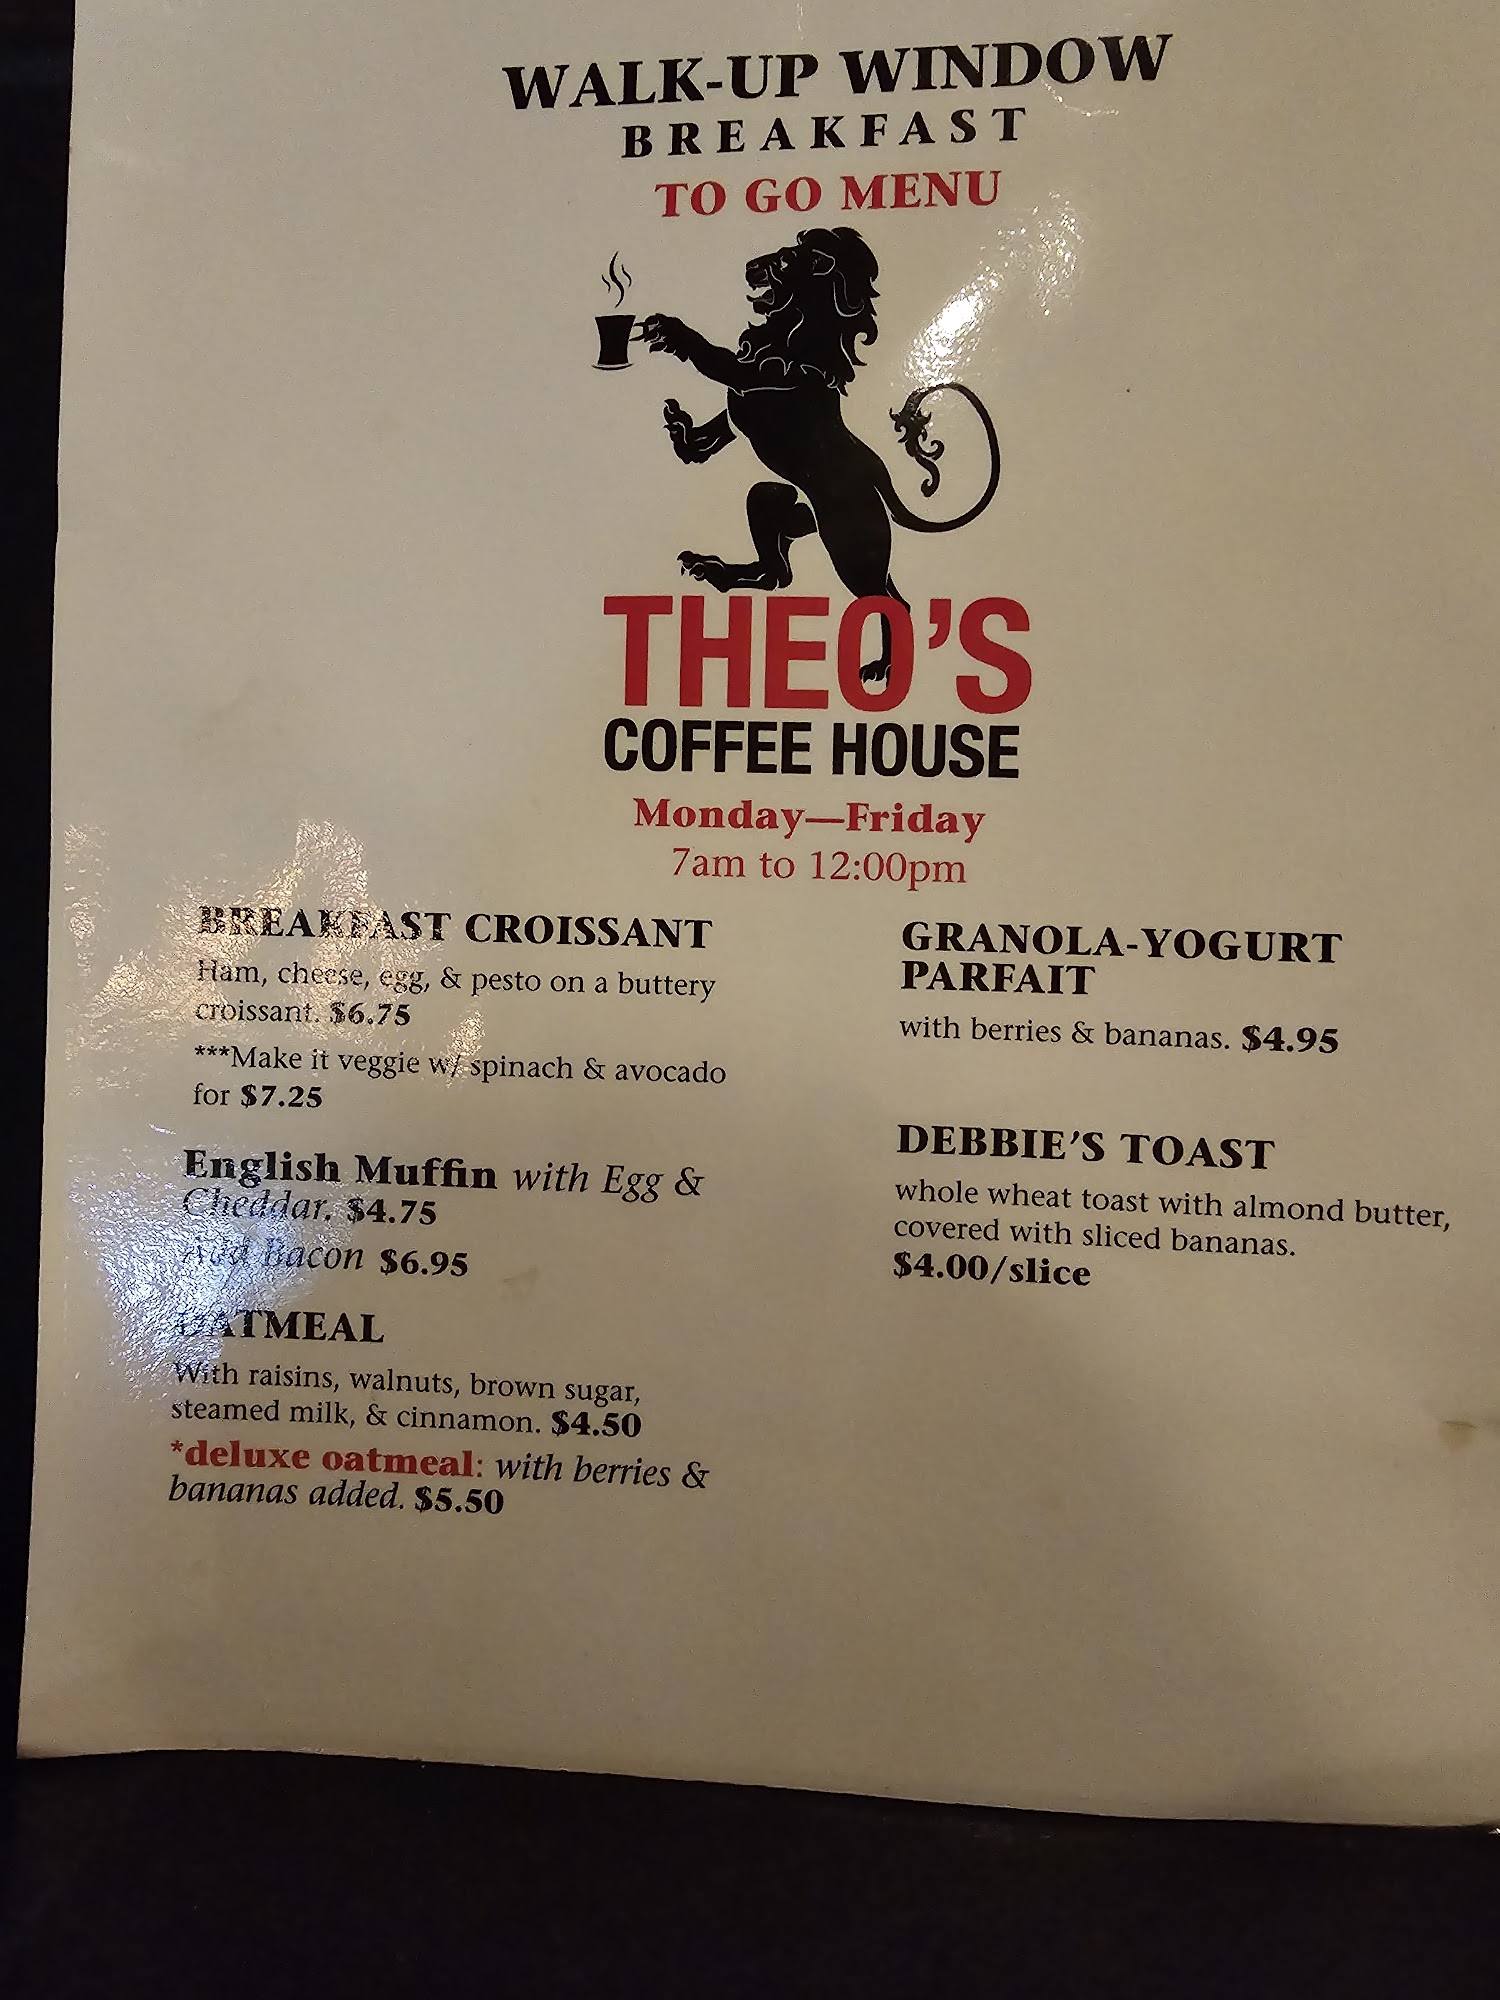 WALK-UP WINDOW
BREAKFAST
TO GO MENU
THEO'S
COFFEE HOUSE
Monday—Friday
7am to 12:00pm
BREAKFAST CROISSANT
Ham, cheese, egg, & pesto on a buttery
croissant. $6.75
***Make it veggie w/ spinach & avocado
for $7.25
English Muffin with Egg &
Cheddar. $4.75
Add Bacon $6.95
OATMEAL
With raisins, walnuts, brown sugar,
steamed milk, & cinnamon. $4.50
*deluxe oatmeal: with berries &
bananas added. $5.50
GRANOLA-YOGURT
PARFAIT
with berries & bananas. $4.95
DEBBIE'S TOAST
whole wheat toast with almond butter,
covered with sliced bananas.
$4.00/slice